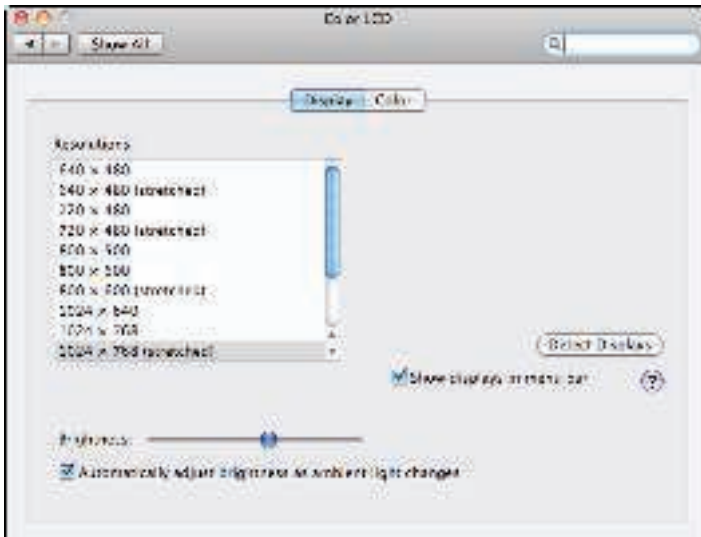 Color LCD
Show All
Display Color
Resolutions
640 × 480
640 × 480 (stretched)
720 × 480
720 × 480 (stretched)
800 × 500
800 × 600 (stretched)
1024 × 640
1024 × 768
1024 × 768 (stretched)
Detect Displays
Show displays in menu bar
?
Brightness:
Automatically adjust brightness as ambient light changes